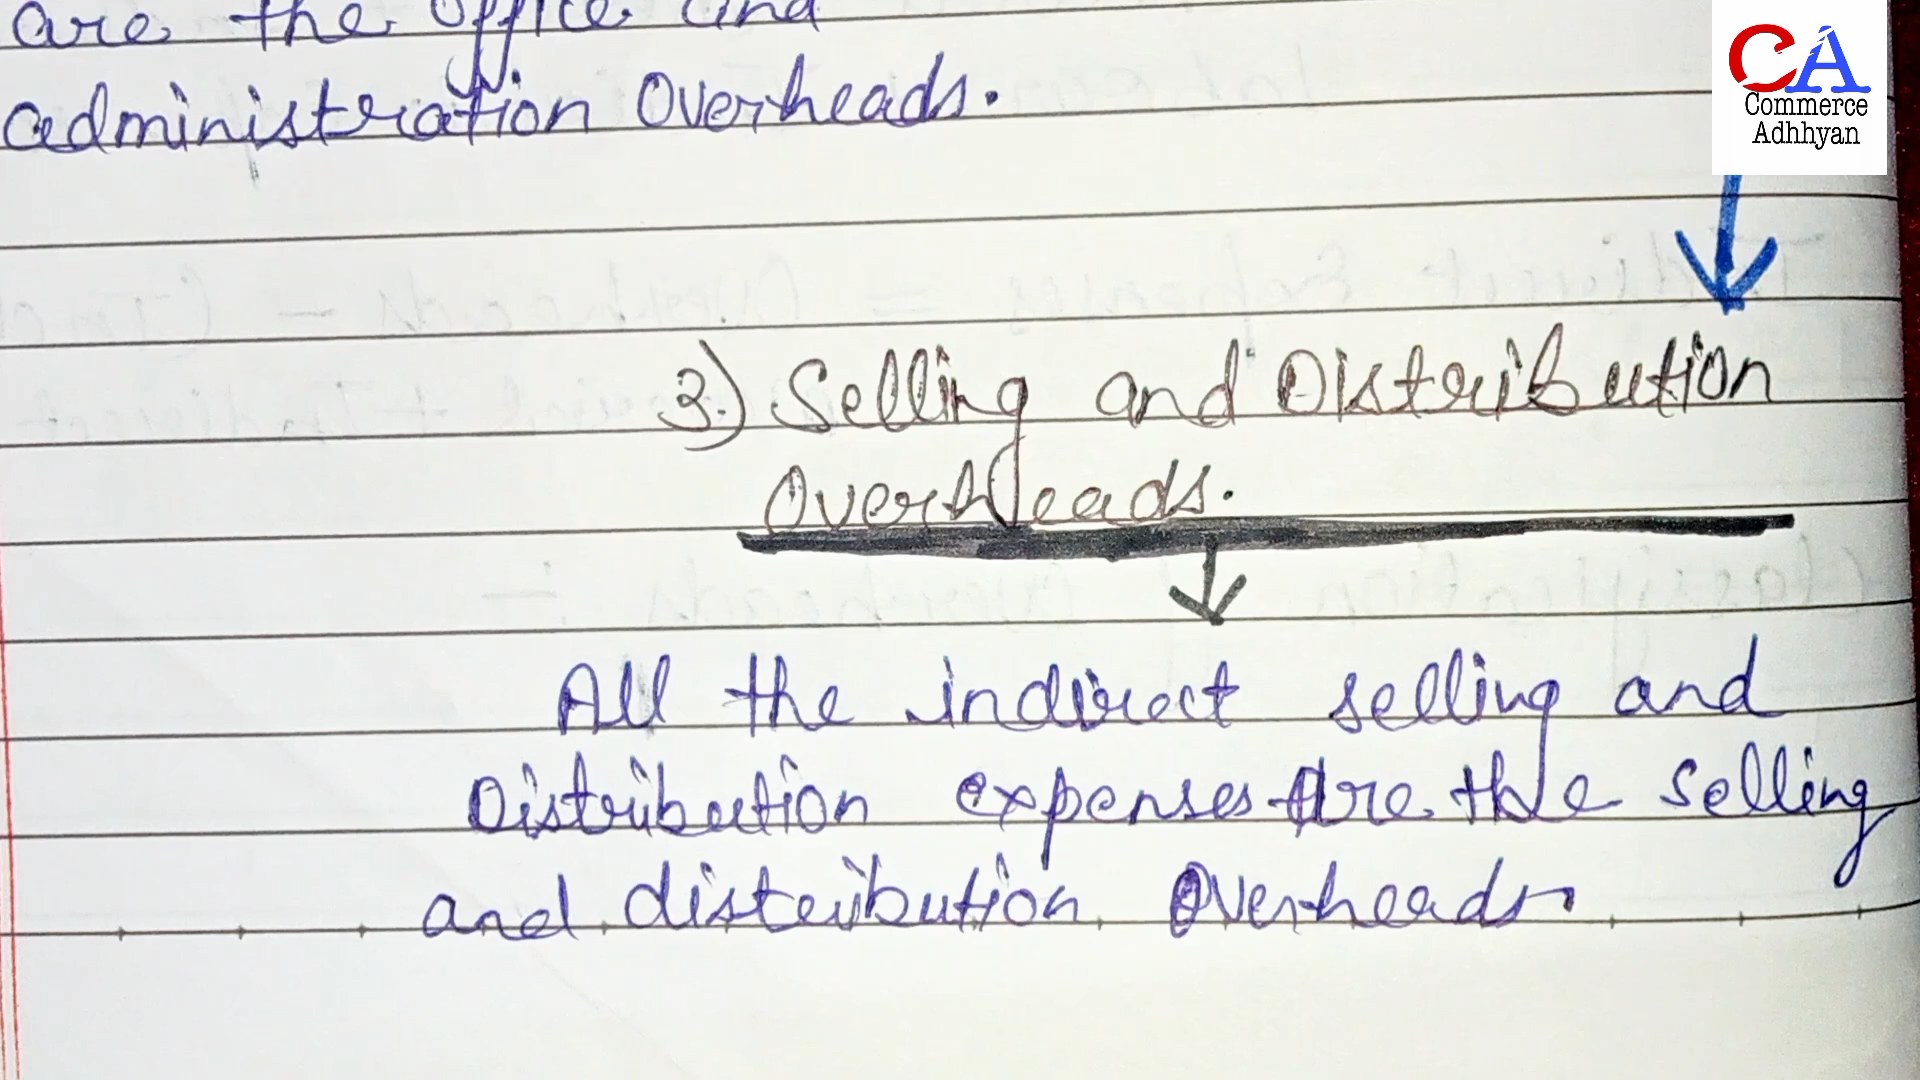 are the office and
administration Overheads.
CA
Commerce
Adhhyan
3.) Selling and Distribution
Overheads.
All the indirect selling and
Distribution expenses are the selling
and distribution Overheads